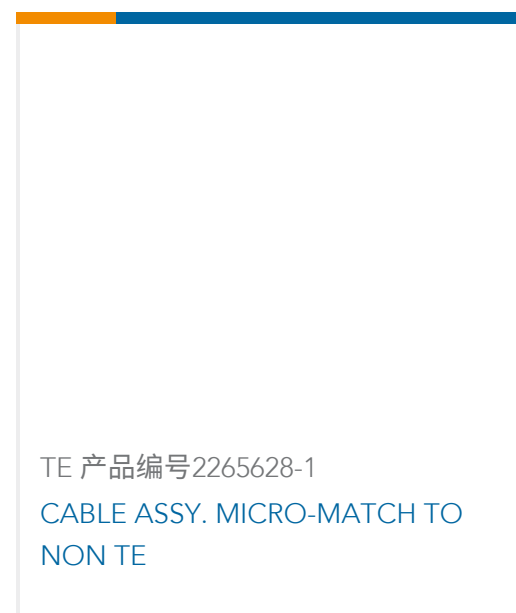 TE 产品编号2265628-1
CABLE ASSY. MICRO-MATCH TO
NON TE